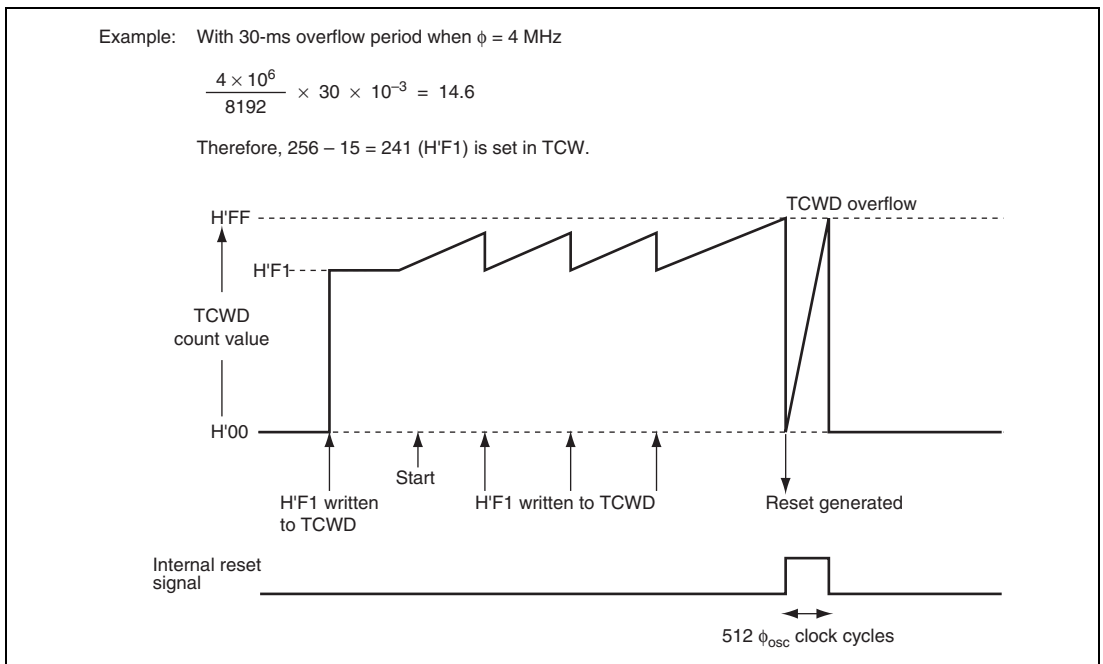 Example: With 30-ms overflow period when ϕ = 4 MHz
4 × 10⁶
8192
× 30 × 10⁻³ = 14.6
Therefore, 256 – 15 = 241 (H'F1) is set in TCW.
TCWD overflow
H'FF
H'F1
TCWD
count value
H'00
Start
H'F1 written
to TCWD
H'F1 written to TCWD
Reset generated
Internal reset
signal
512 ϕosc clock cycles